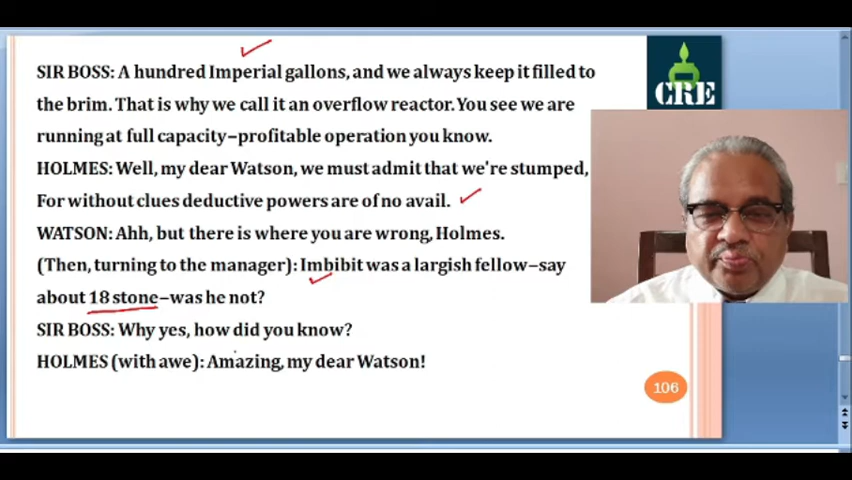 SIR BOSS: A hundred Imperial gallons, and we always keep it filled to
the brim. That is why we call it an overflow reactor. You see we are
running at full capacity–profitable operation you know.
HOLMES: Well, my dear Watson, we must admit that we're stumped,
For without clues deductive powers are of no avail.
WATSON: Ahh, but there is where you are wrong, Holmes.
(Then, turning to the manager): Imbibit was a largish fellow–say
about 18 stone–was he not?
SIR BOSS: Why yes, how did you know?
HOLMES (with awe): Amazing, my dear Watson!
CRE
106